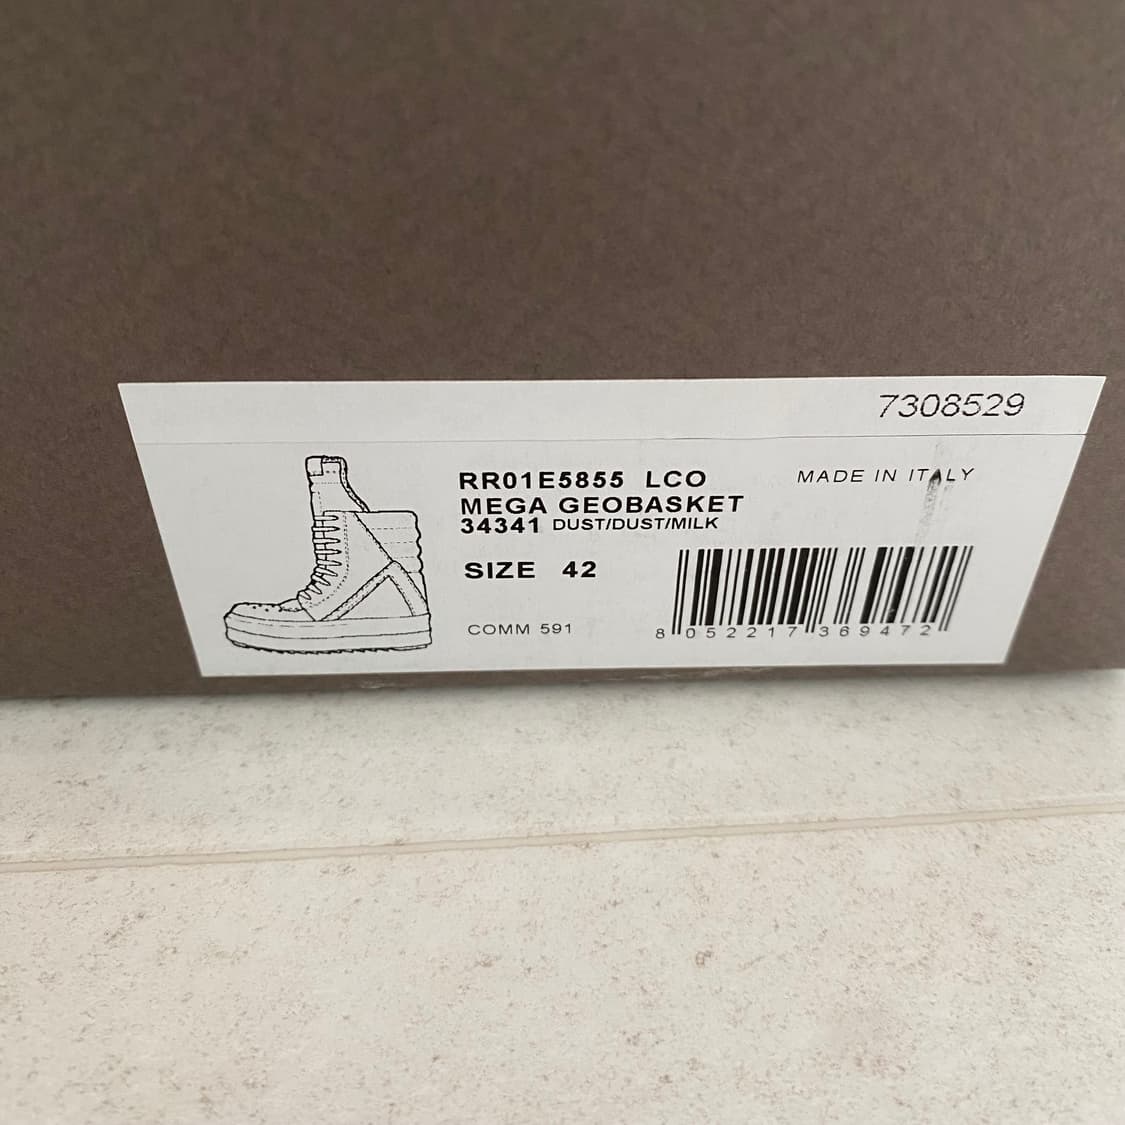 7308529
RR01E5855 LCO
MADE IN ITALY
MEGA GEOBASKET
34341 DUST/DUST/MILK
SIZE 42
COMM 591
8 052217 369472